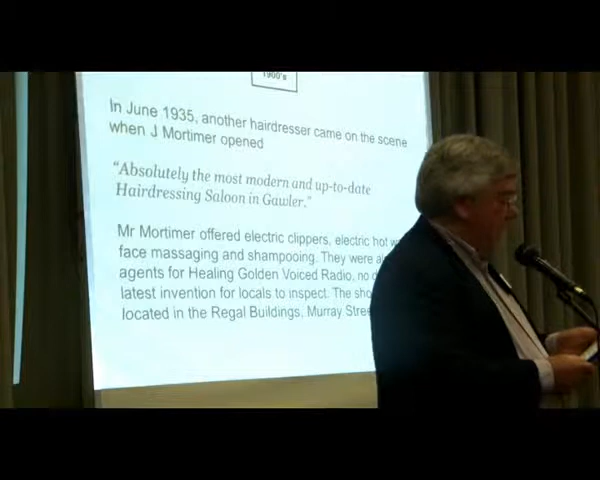 1900's
In June 1935, another hairdresser came on the scene
when J Mortimer opened
"Absolutely the most modern and up-to-date
Hairdressing Saloon in Gawler."
Mr Mortimer offered electric clippers, electric hot
face massaging and shampooing. They were
agents for Healing Golden Voiced Radio, no
latest invention for locals to inspect. The
located in the Regal Buildings, Murray